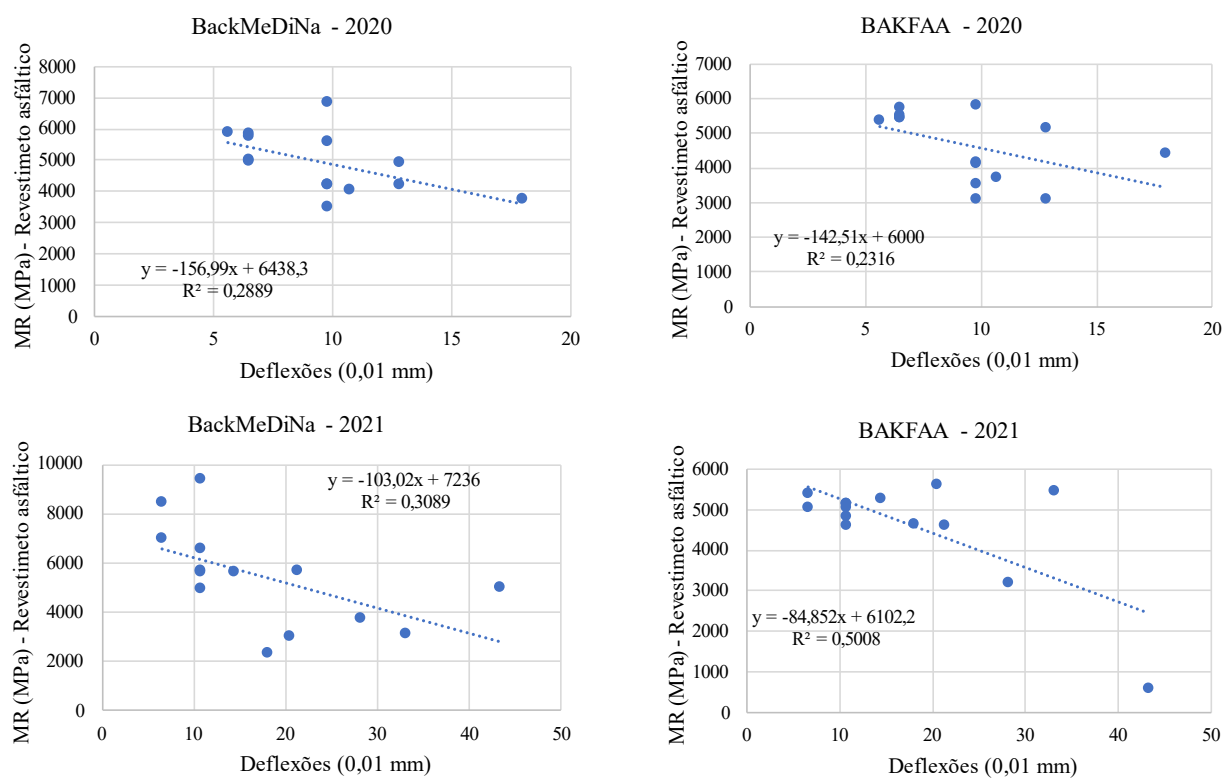 BackMeDiNa - 2020
MR (MPa) - Revestimeto asfáltico
8000
7000
6000
5000
4000
3000
2000
1000
0
y = -156,99x + 6438,3
R² = 0,2889
0 5 10 15 20
Deflexões (0,01 mm)
BAKFAA - 2020
MR (MPa) - Revestimeto asfáltico
7000
6000
5000
4000
3000
2000
1000
0
y = -142,51x + 6000
R² = 0,2316
0 5 10 15 20
Deflexões (0,01 mm)
BackMeDiNa - 2021
MR (MPa) - Revestimeto asfáltico
10000
8000
6000
4000
2000
0
y = -103,02x + 7236
R² = 0,3089
0 10 20 30 40 50
Deflexões (0,01 mm)
BAKFAA - 2021
MR (MPa) - Revestimeto asfáltico
6000
5000
4000
3000
2000
1000
0
y = -84,852x + 6102,2
R² = 0,5008
0 10 20 30 40 50
Deflexões (0,01 mm)